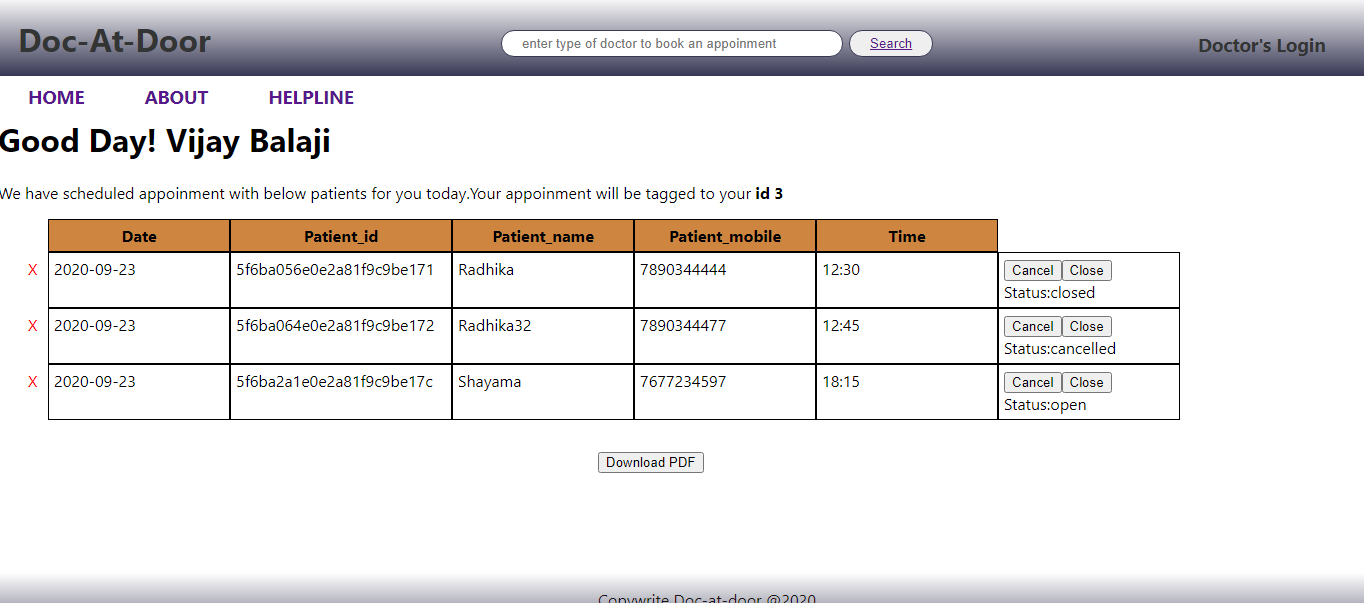 Doc-At-Door
enter type of doctor to book an appoinment
Search
Doctor's Login
HOME ABOUT HELPLINE
Good Day! Vijay Balaji
We have scheduled appoinment with below patients for you today.Your appoinment will be tagged to your id 3
Date Patient_id Patient_name Patient_mobile Time
X 2020-09-23 5f6ba056e0e2a81f9c9be171 Radhika 7890344444 12:30 Cancel Close
Status:closed
X 2020-09-23 5f6ba064e0e2a81f9c9be172 Radhika32 7890344477 12:45 Cancel Close
Status:cancelled
X 2020-09-23 5f6ba2a1e0e2a81f9c9be17c Shayama 7677234597 18:15 Cancel Close
Status:open
Download PDF
Copywrite Doc-at-door @2020